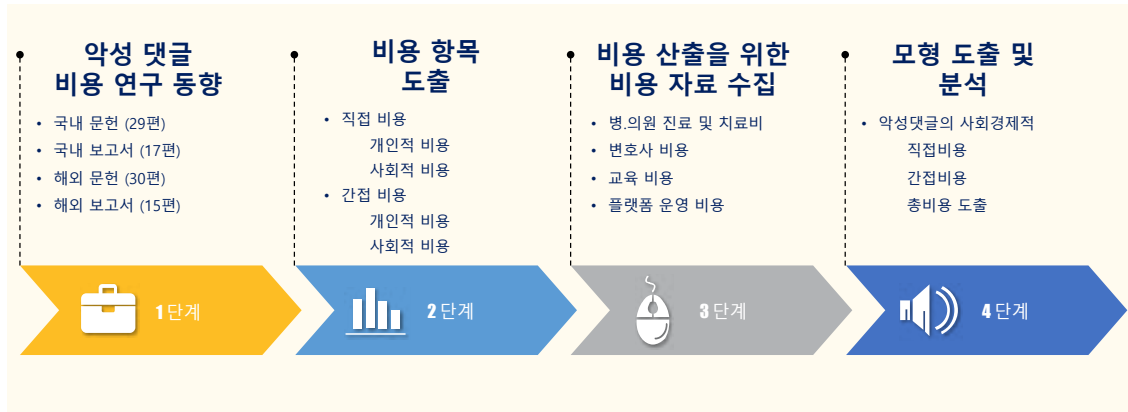 악성 댓글
비용 연구 동향
• 국내 문헌 (29편)
• 국내 보고서 (17편)
• 해외 문헌 (30편)
• 해외 보고서 (15편)
1 단계
비용 항목
도출
• 직접 비용
개인적 비용
사회적 비용
• 간접 비용
개인적 비용
사회적 비용
2 단계
비용 산출을 위한
비용 자료 수집
• 병.의원 진료 및 치료비
• 변호사 비용
• 교육 비용
• 플랫폼 운영 비용
3 단계
모형 도출 및
분석
• 악성댓글의 사회경제적
직접비용
간접비용
총비용 도출
4 단계